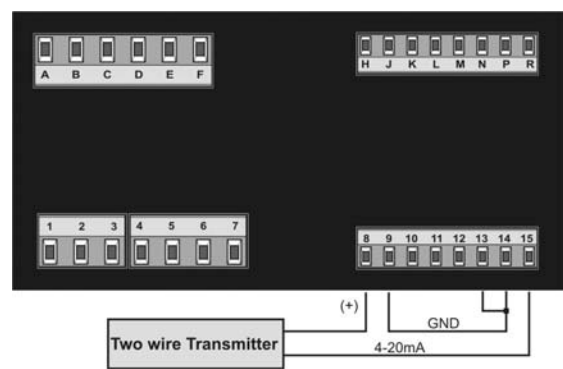 A B C D E F
H J K L M N P R
1 2 3 4 5 6 7
8 9 10 11 12 13 14 15
(+)
GND
Two wire Transmitter
4-20mA